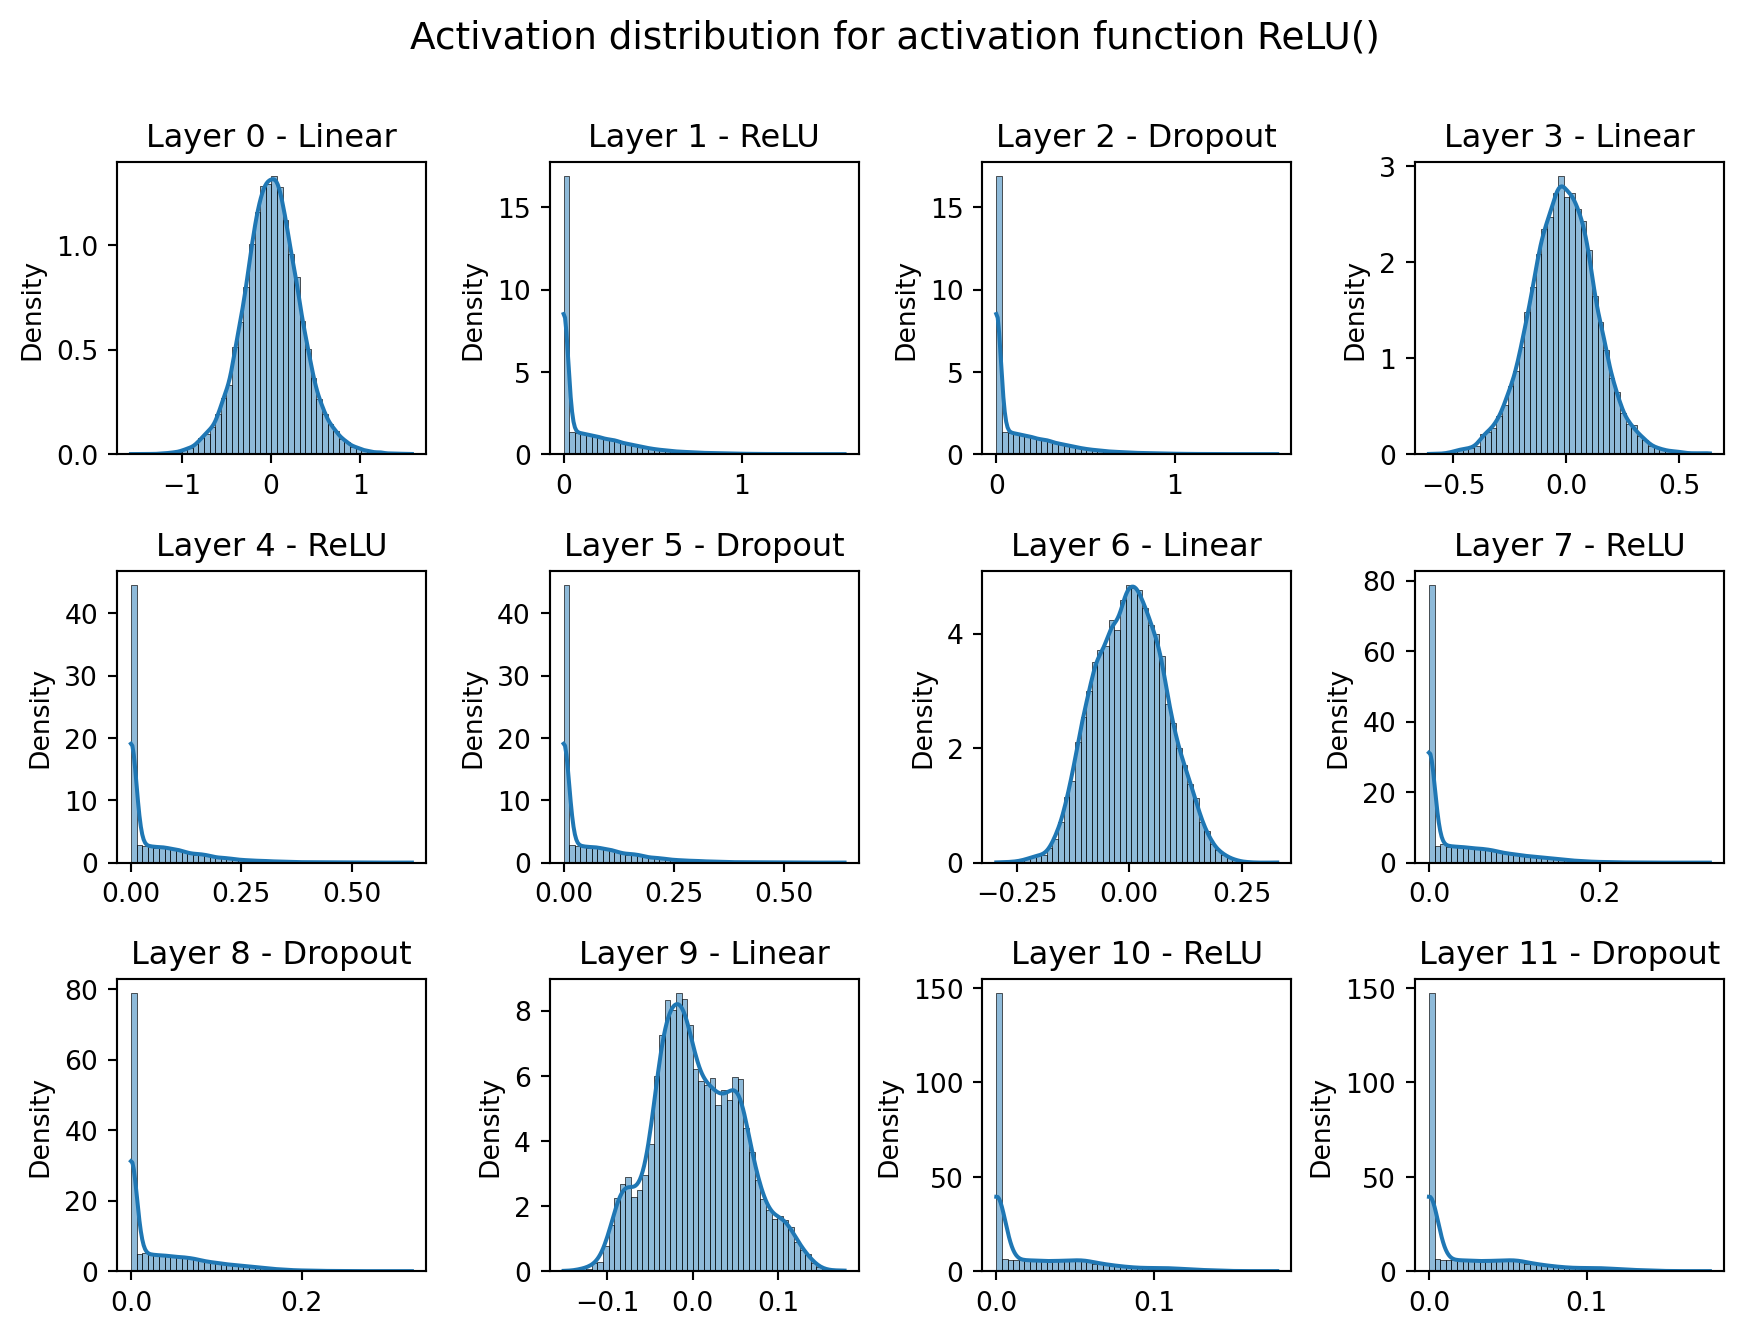 Activation distribution for activation function ReLU()
Layer 0 - Linear
Density
1.0
0.5
0.0
−1 0 1
Layer 1 - ReLU
Density
15
10
5
0
0 1
Layer 2 - Dropout
Density
15
10
5
0
0 1
Layer 3 - Linear
Density
3
2
1
0
−0.5 0.0 0.5
Layer 4 - ReLU
Density
40
30
20
10
0
0.00 0.25 0.50
Layer 5 - Dropout
Density
40
30
20
10
0
0.00 0.25 0.50
Layer 6 - Linear
Density
4
2
0
−0.25 0.00 0.25
Layer 7 - ReLU
Density
80
60
40
20
0
0.0 0.2
Layer 8 - Dropout
Density
80
60
40
20
0
0.0 0.2
Layer 9 - Linear
Density
8
6
4
2
0
−0.1 0.0 0.1
Layer 10 - ReLU
Density
150
100
50
0
0.0 0.1
Layer 11 - Dropout
Density
150
100
50
0
0.0 0.1